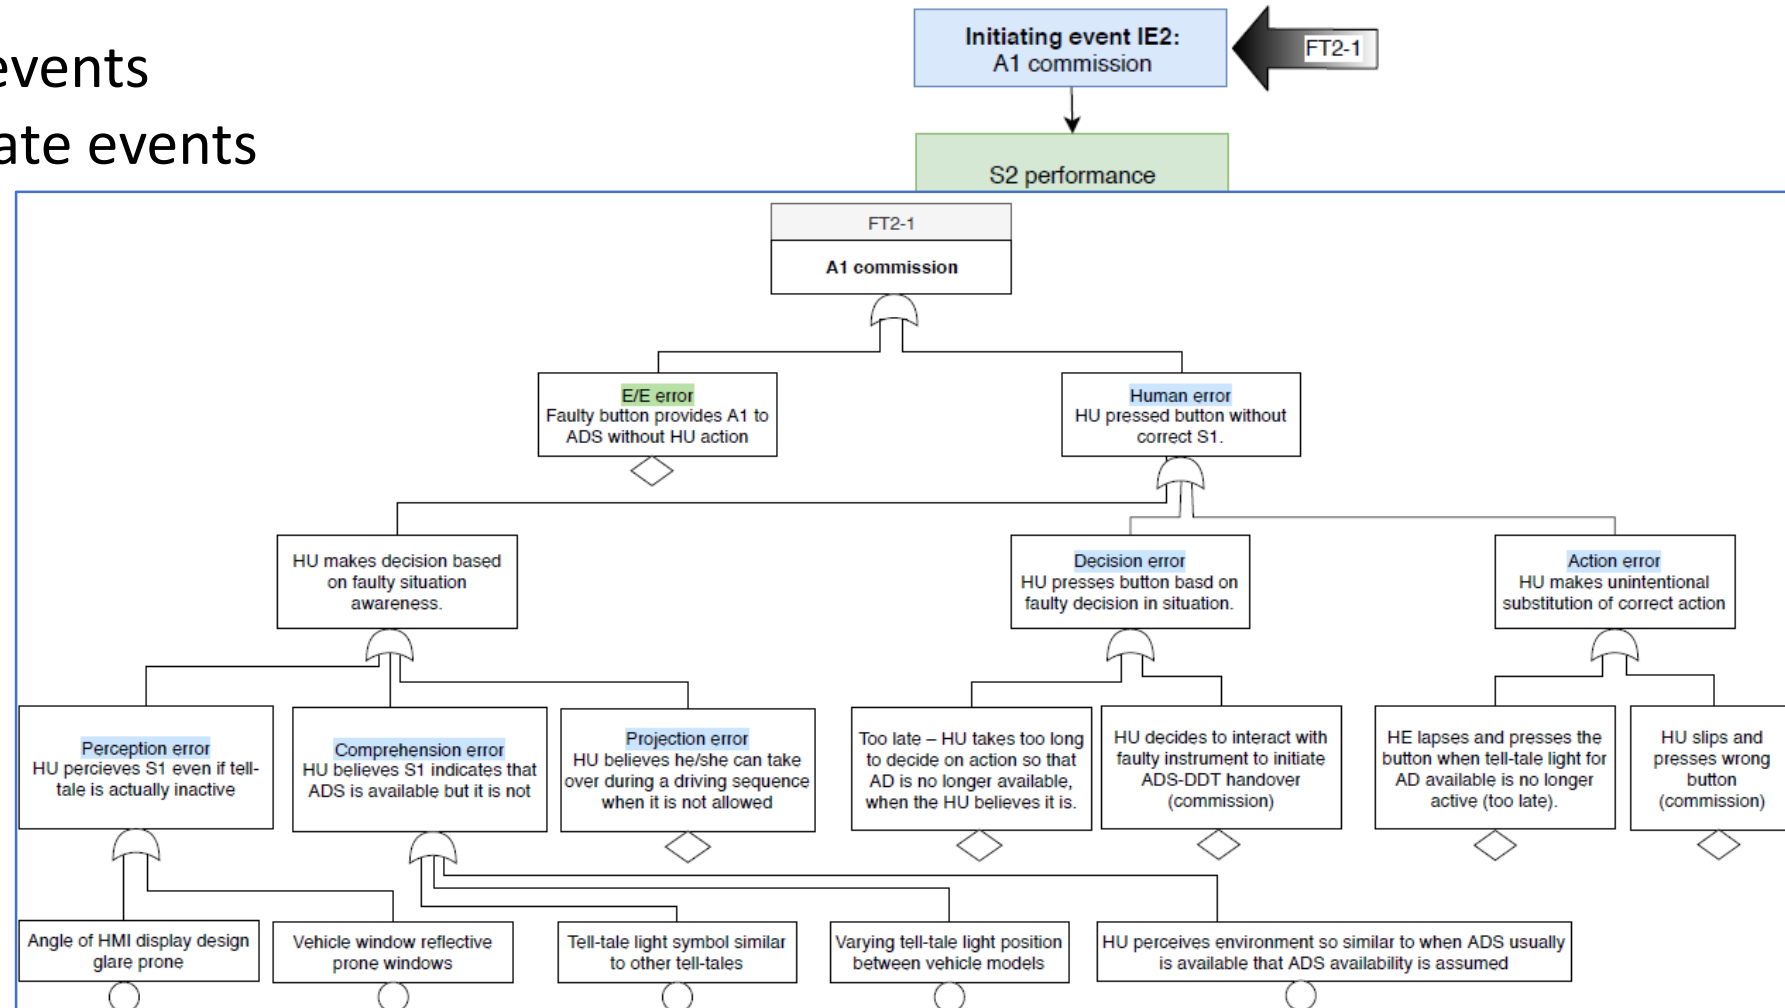 events
ate events
Initiating event IE2:
A1 commission
FT2-1
S2 performance
FT2-1
A1 commission
E/E error
Faulty button provides A1 to
ADS without HU action
Human error
HU pressed button without
correct S1.
HU makes decision based
on faulty situation
awareness.
Decision error
HU presses button basd on
faulty decision in situation.
Action error
HU makes unintentional
substitution of correct action
Perception error
HU percieves S1 even if tell-
tale is actually inactive
Comprehension error
HU believes S1 indicates that
ADS is available but it is not
Projection error
HU believes he/she can take
over during a driving sequence
when it is not allowed
Too late – HU takes too long
to decide on action so that
AD is no longer available,
when the HU believes it is.
HU decides to interact with
faulty instrument to initiate
ADS-DDT handover
(commission)
HE lapses and presses the
button when tell-tale light for
AD available is no longer
active (too late).
HU slips and
presses wrong
button
(commission)
Angle of HMI display design
glare prone
Vehicle window reflective
prone windows
Tell-tale light symbol similar
to other tell-tales
Varying tell-tale light position
between vehicle models
HU perceives environment so similar to when ADS usually
is available that ADS availability is assumed